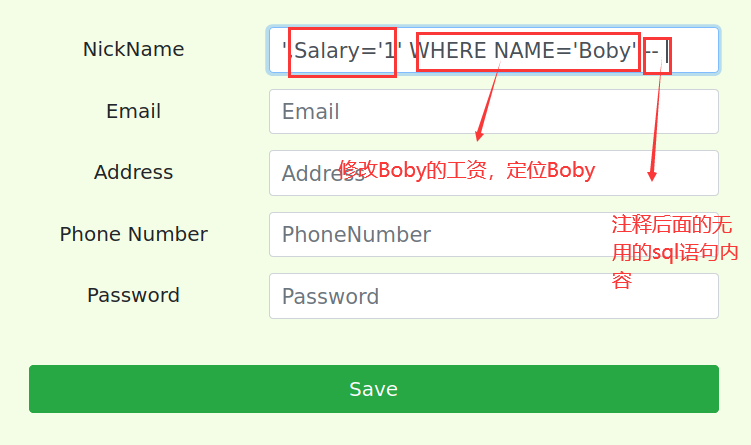 NickName ',Salary='1' WHERE NAME='Boby' -- 
Email Email
Address Address
修改Boby的工资，定位Boby
Phone Number PhoneNumber
注释后面的无
用的sql语句内
容
Password Password
Save